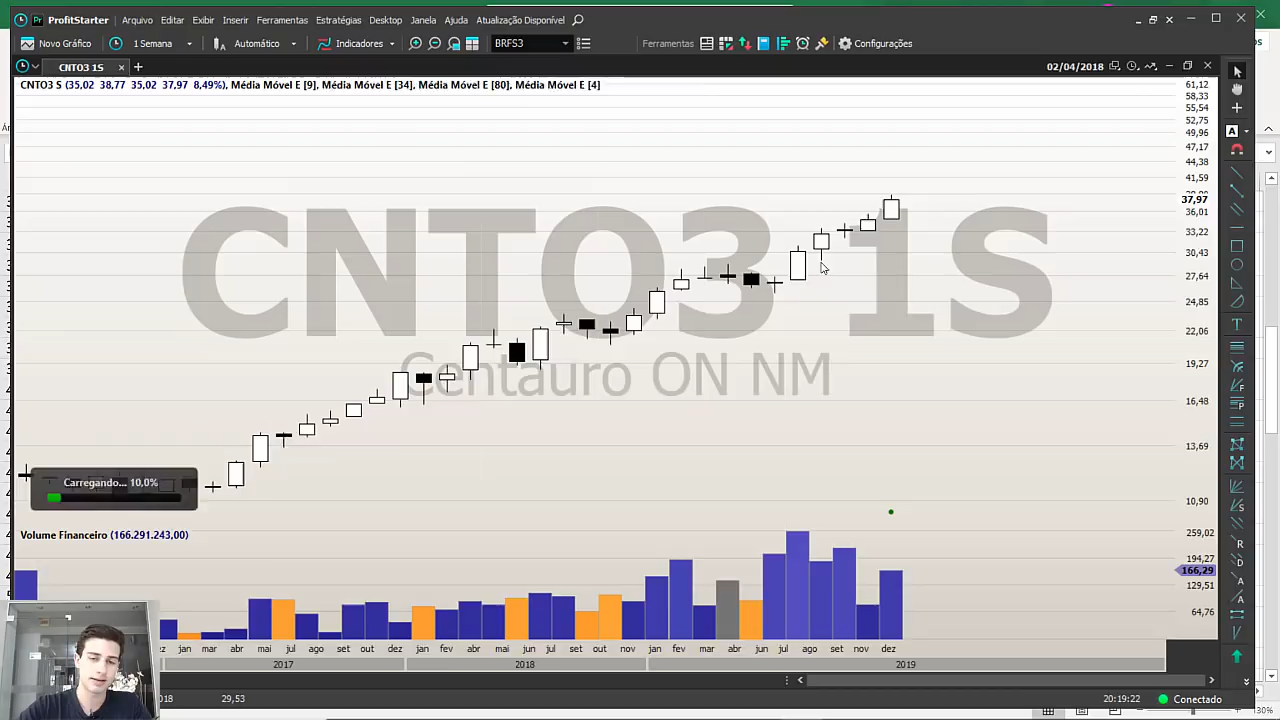 ProfitStarter Arquivo Editar Exibir Inserir Ferramentas Estratégias Desktop Janela Ajuda Atualização Disponível
Novo Gráfico 1 Semana Automático Indicadores BRFS3 Ferramentas Configurações
CNTO3 1S 02/04/2018
CNTO3 S (35,02 38,77 35,02 37,97 8,49%), Média Móvel E [9], Média Móvel E [34], Média Móvel E [80], Média Móvel E [4]
61,12
58,33
55,54
52,75
49,96
47,17
44,38
41,59
37,97
36,01
33,22
30,43
27,64
24,85
22,06
19,27
16,48
13,69
10,90
CNTO3 1S
Centauro ON NM
Carregando... 10,0%
Volume Financeiro (166.291.243,00)
259,02
194,27
166,29
129,51
64,76
jan mar abr mai jul ago set out dez jan fev abr mai jun jul set out nov jan fev mar abr jun jul ago set nov dez
2017 2018 2019
2018 29,53 20:19:22 Conectado
30%